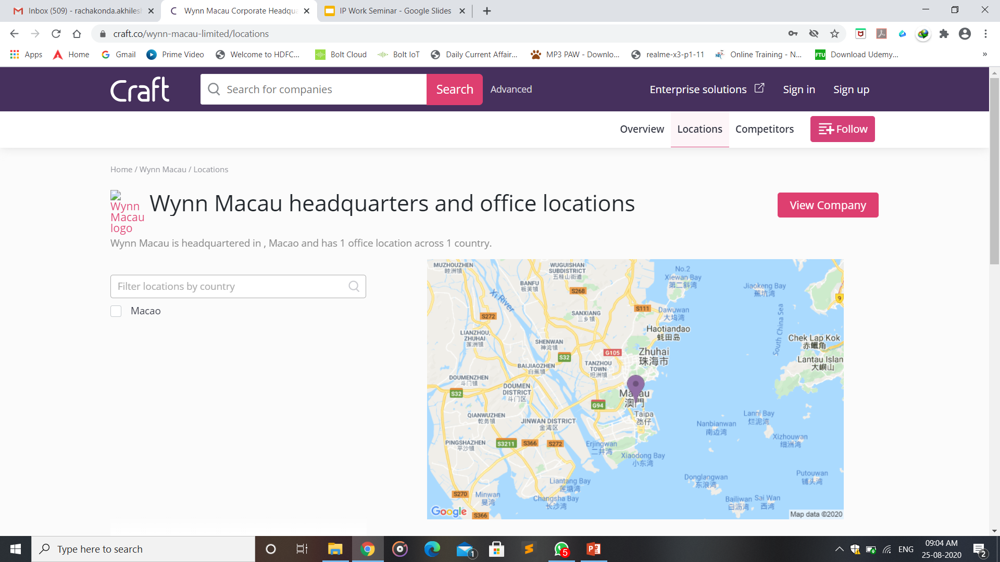 Inbox (509) - rachakonda.akhilesh
Wynn Macau Corporate Headqua
IP Work Seminar - Google Slides
craft.co/wynn-macau-limited/locations
Apps
Home
Gmail
Prime Video
Welcome to HDFC...
Bolt Cloud
Bolt IoT
Daily Current Affair...
MP3 PAW - Downlo...
realme-x3-p1-11
Online Training - N...
FTU
Download Udemy...
»
Craft
Search for companies
Search
Advanced
Enterprise solutions
Sign in
Sign up
Overview
Locations
Competitors
Follow
Home / Wynn Macau / Locations
Wynn
Macau
logo
Wynn Macau headquarters and office locations
View Company
Wynn Macau is headquartered in , Macao and has 1 office location across 1 country.
Filter locations by country
Macao
MUZHOUZHEN
睦洲镇
WUGUISHAN
SUBDISTRICT
五桂山街道
No.2
Xiewan Bay
第二斜湾
BANFU
板芙镇
S268
Jiaokeng Bay
蕉坑湾
9
Xi River
S272
SANXIANG
三乡镇
S111
Dawuwan
大坞湾
South China Sea
LIANZHOU,
ZHUHAI
莲洲镇
Haotiandao
蚝田岛
SHENWAN
神湾镇
Chek Lap Kok
赤鱲角
S32
G105
Zhuhai
珠海市
Lantau Islan
大嶼山
BAIJIAOZHEN
白蕉镇
TANZHOU
TOWN
坦洲镇
DOUMENZHEN
斗门镇
S32
DOUMEN
DISTRICT
斗门区
Macau
澳門
G94
QIANWUZHEN
乾务镇
JINWAN DISTRICT
金湾区
Taipa
氹仔
Lanni Bay
烂泥湾
Nanbianwan
南边湾
Xizhouwan
细洲湾
PINGSHAZHEN
平沙镇
S3211
S366
S272
Erjingwan
二井湾
Xiaodong Bay
小东湾
Liantang Bay
莲塘湾
Donglangwan
东浪湾
Putouwan
铺头湾
S270
Minwan
旻湾
Changsha Bay
长沙湾
Bailiwan
白沥湾
Sai Wan
西湾
Google
S366
Map data ©2020
Type here to search
1
5
ENG
09:04 AM
25-08-2020
2